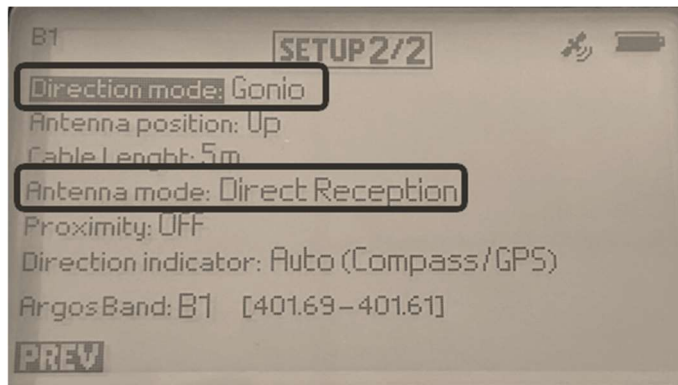 B1
SETUP 2/2
Direction mode: Gonio
Antenna position: Up
Cable Lenght: 5m
Antenna mode: Direct Reception
Proximity: OFF
Direction indicator: Auto (Compass/GPS)
Argos Band: B1 [401.69-401.61]
PREV